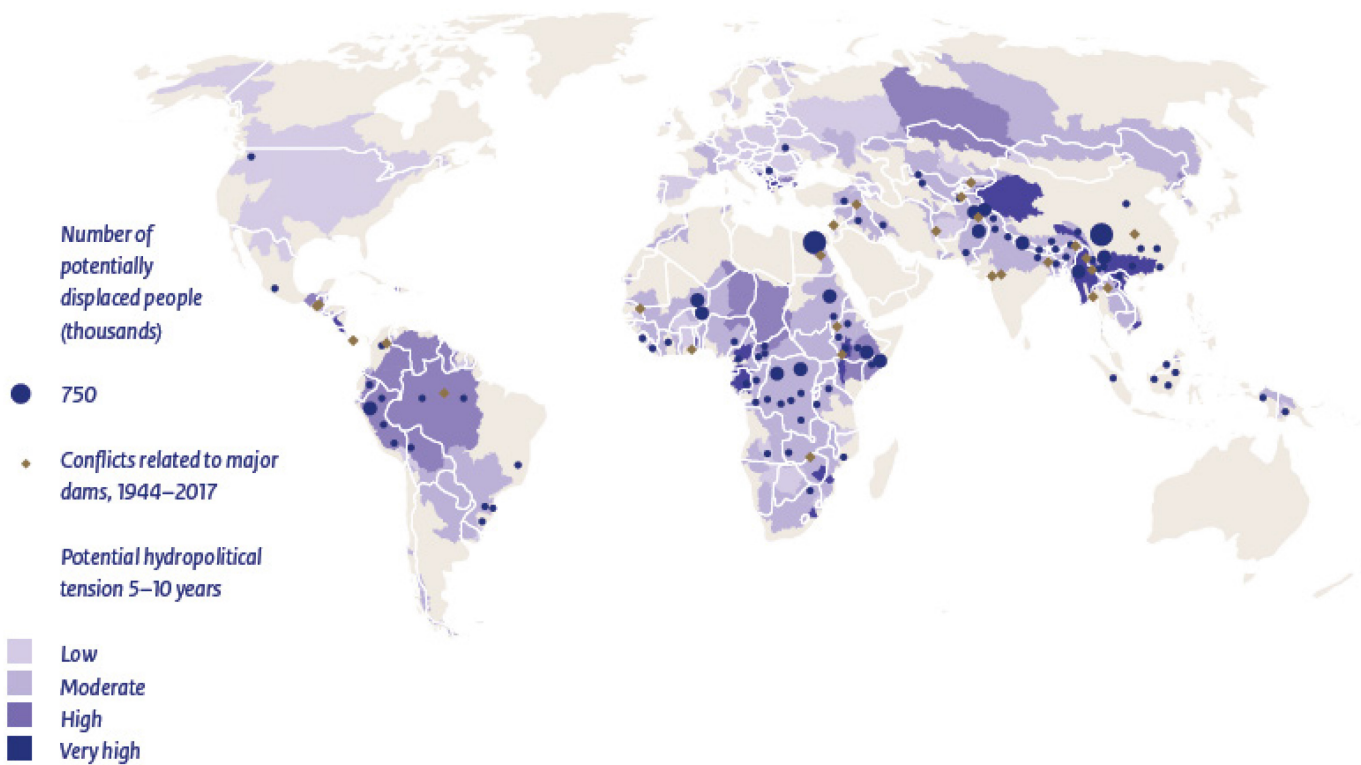 Number of
potentially
displaced people
(thousands)
750
Conflicts related to major
dams, 1944–2017
Potential hydropolitical
tension 5–10 years
Low
Moderate
High
Very high